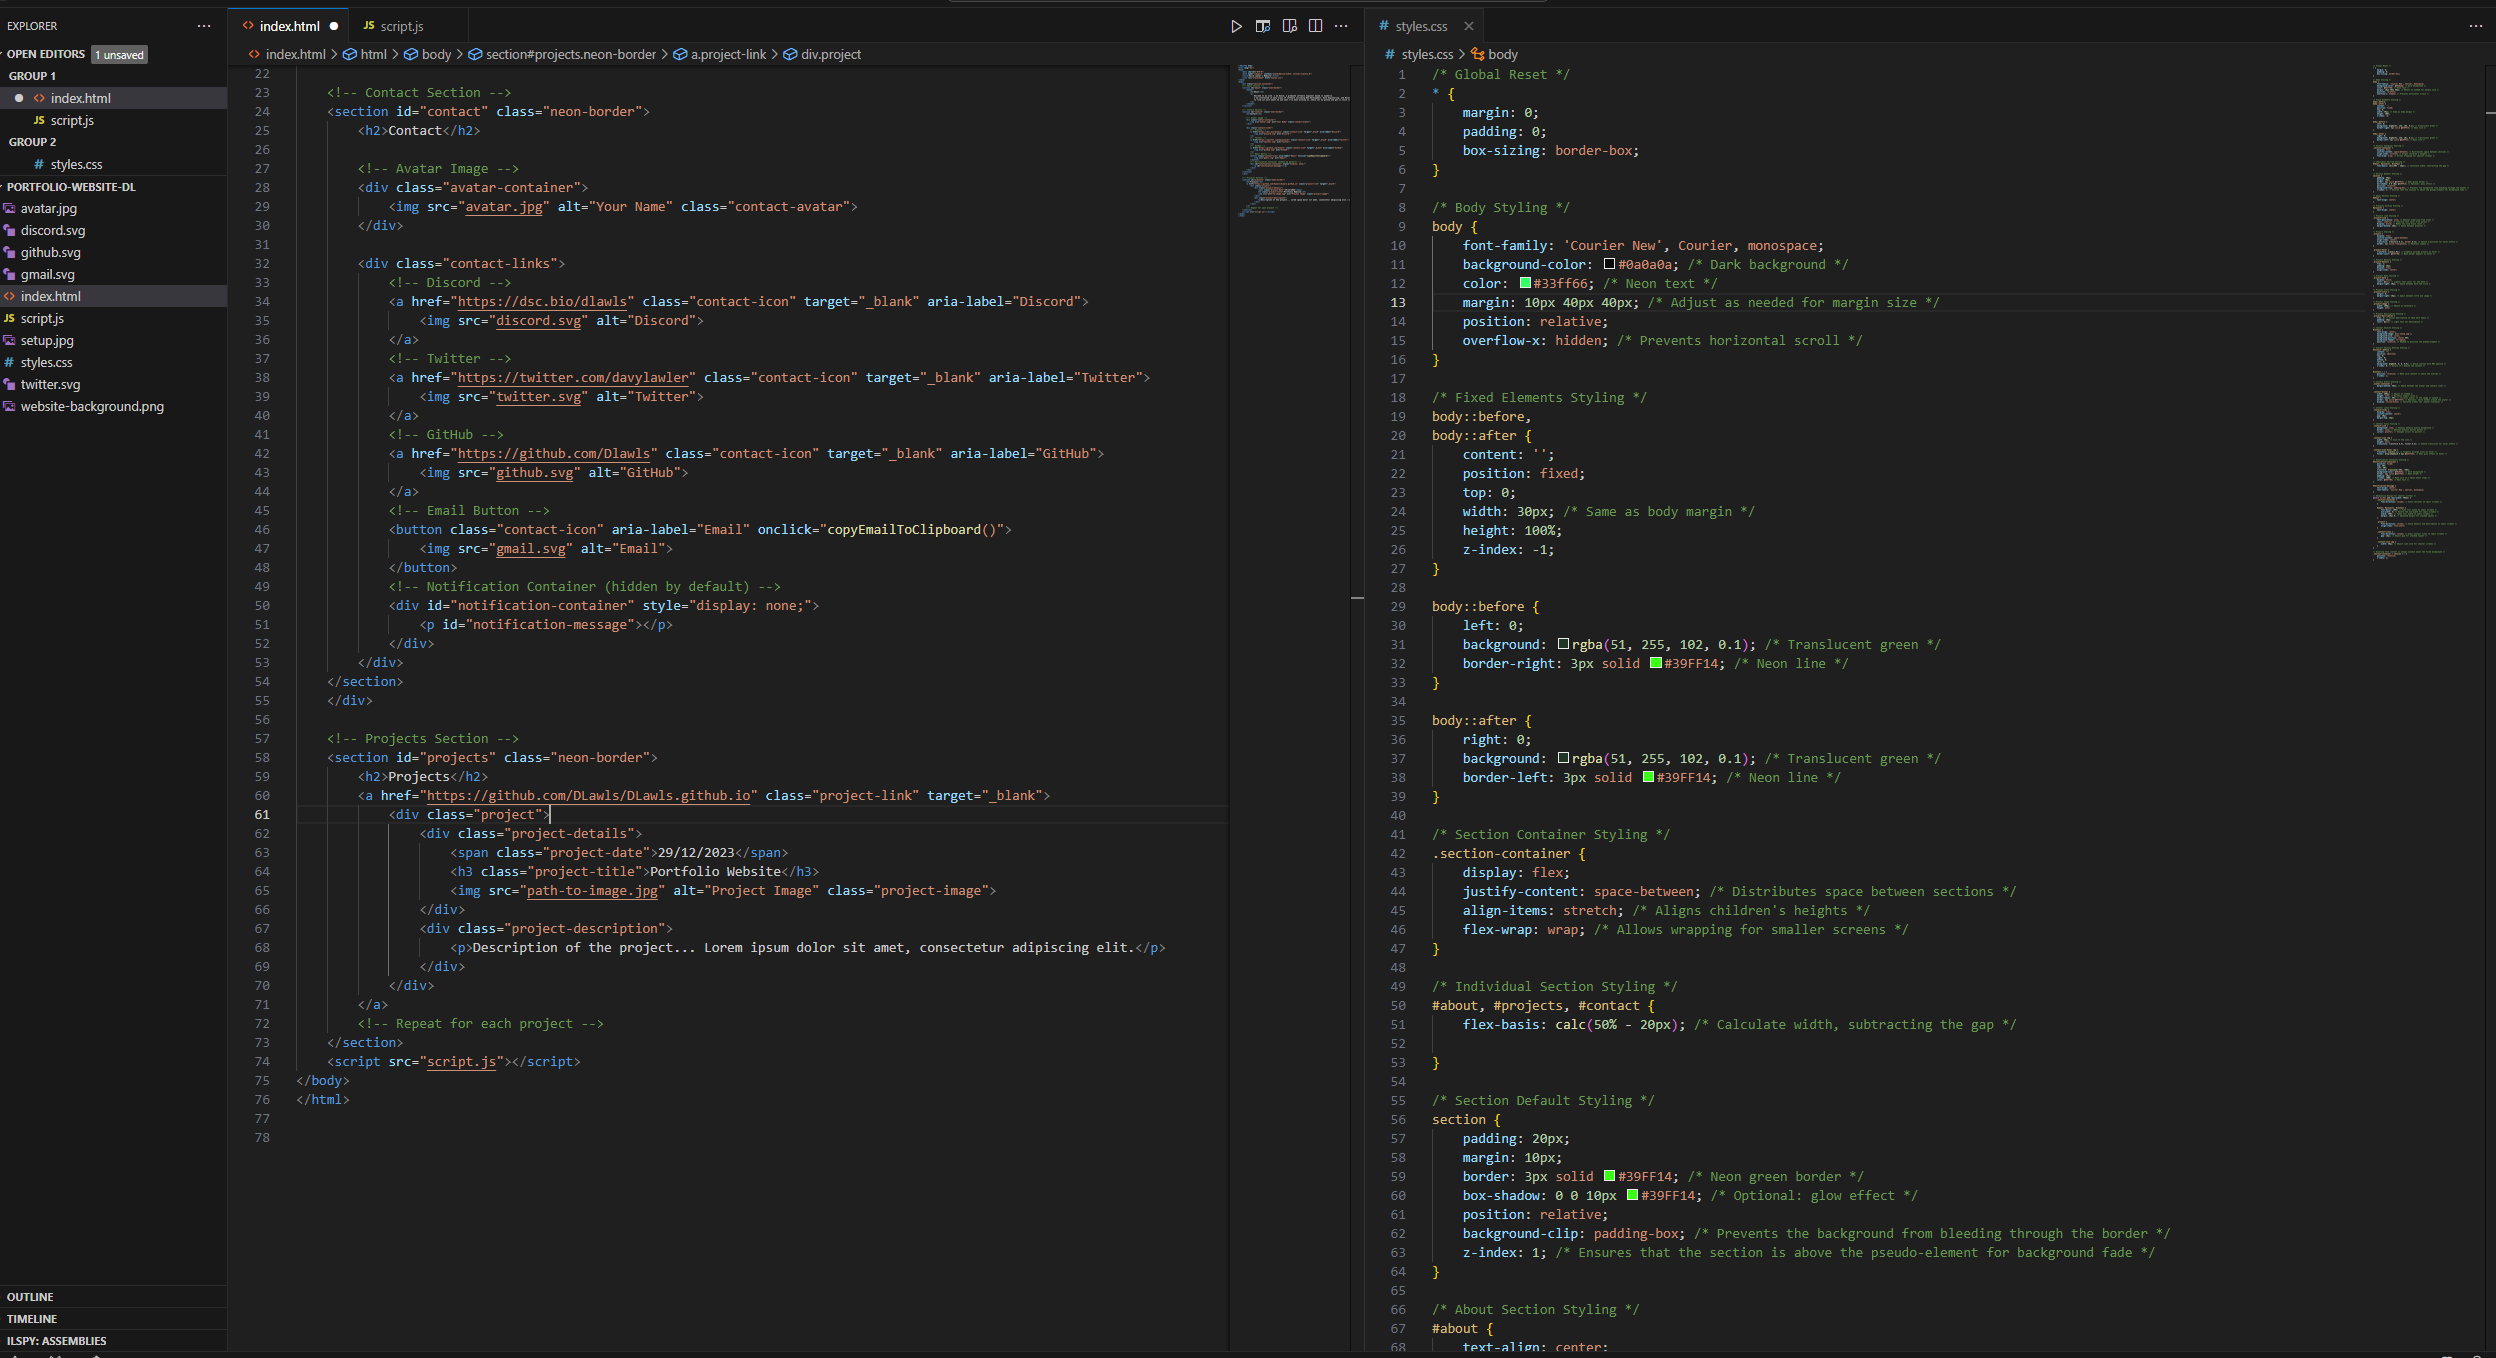 EXPLORER
OPEN EDITORS 1 unsaved
GROUP 1
index.html
script.js
GROUP 2
styles.css
PORTFOLIO-WEBSITE-DL
avatar.jpg
discord.svg
github.svg
gmail.svg
index.html
script.js
setup.jpg
styles.css
twitter.svg
website-background.png
OUTLINE
TIMELINE
ILSPY: ASSEMBLIES
index.html
script.js
index.html > html > body > section#projects.neon-border > a.project-link > div.project
22
23 <!-- Contact Section -->
24 <section id="contact" class="neon-border">
25 <h2>Contact</h2>
26
27 <!-- Avatar Image -->
28 <div class="avatar-container">
29 <img src="avatar.jpg" alt="Your Name" class="contact-avatar">
30 </div>
31
32 <div class="contact-links">
33 <!-- Discord -->
34 <a href="https://dsc.bio/dlawls" class="contact-icon" target="_blank" aria-label="Discord">
35 <img src="discord.svg" alt="Discord">
36 </a>
37 <!-- Twitter -->
38 <a href="https://twitter.com/davylawler" class="contact-icon" target="_blank" aria-label="Twitter">
39 <img src="twitter.svg" alt="Twitter">
40 </a>
41 <!-- GitHub -->
42 <a href="https://github.com/Dlawls" class="contact-icon" target="_blank" aria-label="GitHub">
43 <img src="github.svg" alt="GitHub">
44 </a>
45 <!-- Email Button -->
46 <button class="contact-icon" aria-label="Email" onclick="copyEmailToClipboard()">
47 <img src="gmail.svg" alt="Email">
48 </button>
49 <!-- Notification Container (hidden by default) -->
50 <div id="notification-container" style="display: none;">
51 <p id="notification-message"></p>
52 </div>
53 </div>
54 </section>
55 </div>
56
57 <!-- Projects Section -->
58 <section id="projects" class="neon-border">
59 <h2>Projects</h2>
60 <a href="https://github.com/DLawls/DLawls.github.io" class="project-link" target="_blank">
61 <div class="project">
62 <div class="project-details">
63 <span class="project-date">29/12/2023</span>
64 <h3 class="project-title">Portfolio Website</h3>
65 <img src="path-to-image.jpg" alt="Project Image" class="project-image">
66 </div>
67 <div class="project-description">
68 <p>Description of the project... Lorem ipsum dolor sit amet, consectetur adipiscing elit.</p>
69 </div>
70 </div>
71 </a>
72 <!-- Repeat for each project -->
73 </section>
74 <script src="script.js"></script>
75 </body>
76 </html>
77
78
# styles.css
# styles.css > body
1 /* Global Reset */
2 * {
3 margin: 0;
4 padding: 0;
5 box-sizing: border-box;
6 }
7
8 /* Body Styling */
9 body {
10 font-family: 'Courier New', Courier, monospace;
11 background-color: #0a0a0a; /* Dark background */
12 color: #33ff66; /* Neon text */
13 margin: 10px 40px 40px; /* Adjust as needed for margin size */
14 position: relative;
15 overflow-x: hidden; /* Prevents horizontal scroll */
16 }
17
18 /* Fixed Elements Styling */
19 body::before,
20 body::after {
21 content: '';
22 position: fixed;
23 top: 0;
24 width: 30px; /* Same as body margin */
25 height: 100%;
26 z-index: -1;
27 }
28
29 body::before {
30 left: 0;
31 background: rgba(51, 255, 102, 0.1); /* Translucent green */
32 border-right: 3px solid #39FF14; /* Neon line */
33 }
34
35 body::after {
36 right: 0;
37 background: rgba(51, 255, 102, 0.1); /* Translucent green */
38 border-left: 3px solid #39FF14; /* Neon line */
39 }
40
41 /* Section Container Styling */
42 .section-container {
43 display: flex;
44 justify-content: space-between; /* Distributes space between sections */
45 align-items: stretch; /* Aligns children's heights */
46 flex-wrap: wrap; /* Allows wrapping for smaller screens */
47 }
48
49 /* Individual Section Styling */
50 #about, #projects, #contact {
51 flex-basis: calc(50% - 20px); /* Calculate width, subtracting the gap */
52
53 }
54
55 /* Section Default Styling */
56 section {
57 padding: 20px;
58 margin: 10px;
59 border: 3px solid #39FF14; /* Neon green border */
60 box-shadow: 0 0 10px #39FF14; /* Optional: glow effect */
61 position: relative;
62 background-clip: padding-box; /* Prevents the background from bleeding through the border */
63 z-index: 1; /* Ensures that the section is above the pseudo-element for background fade */
64 }
65
66 /* About Section Styling */
67 #about {
68 text-align: center;